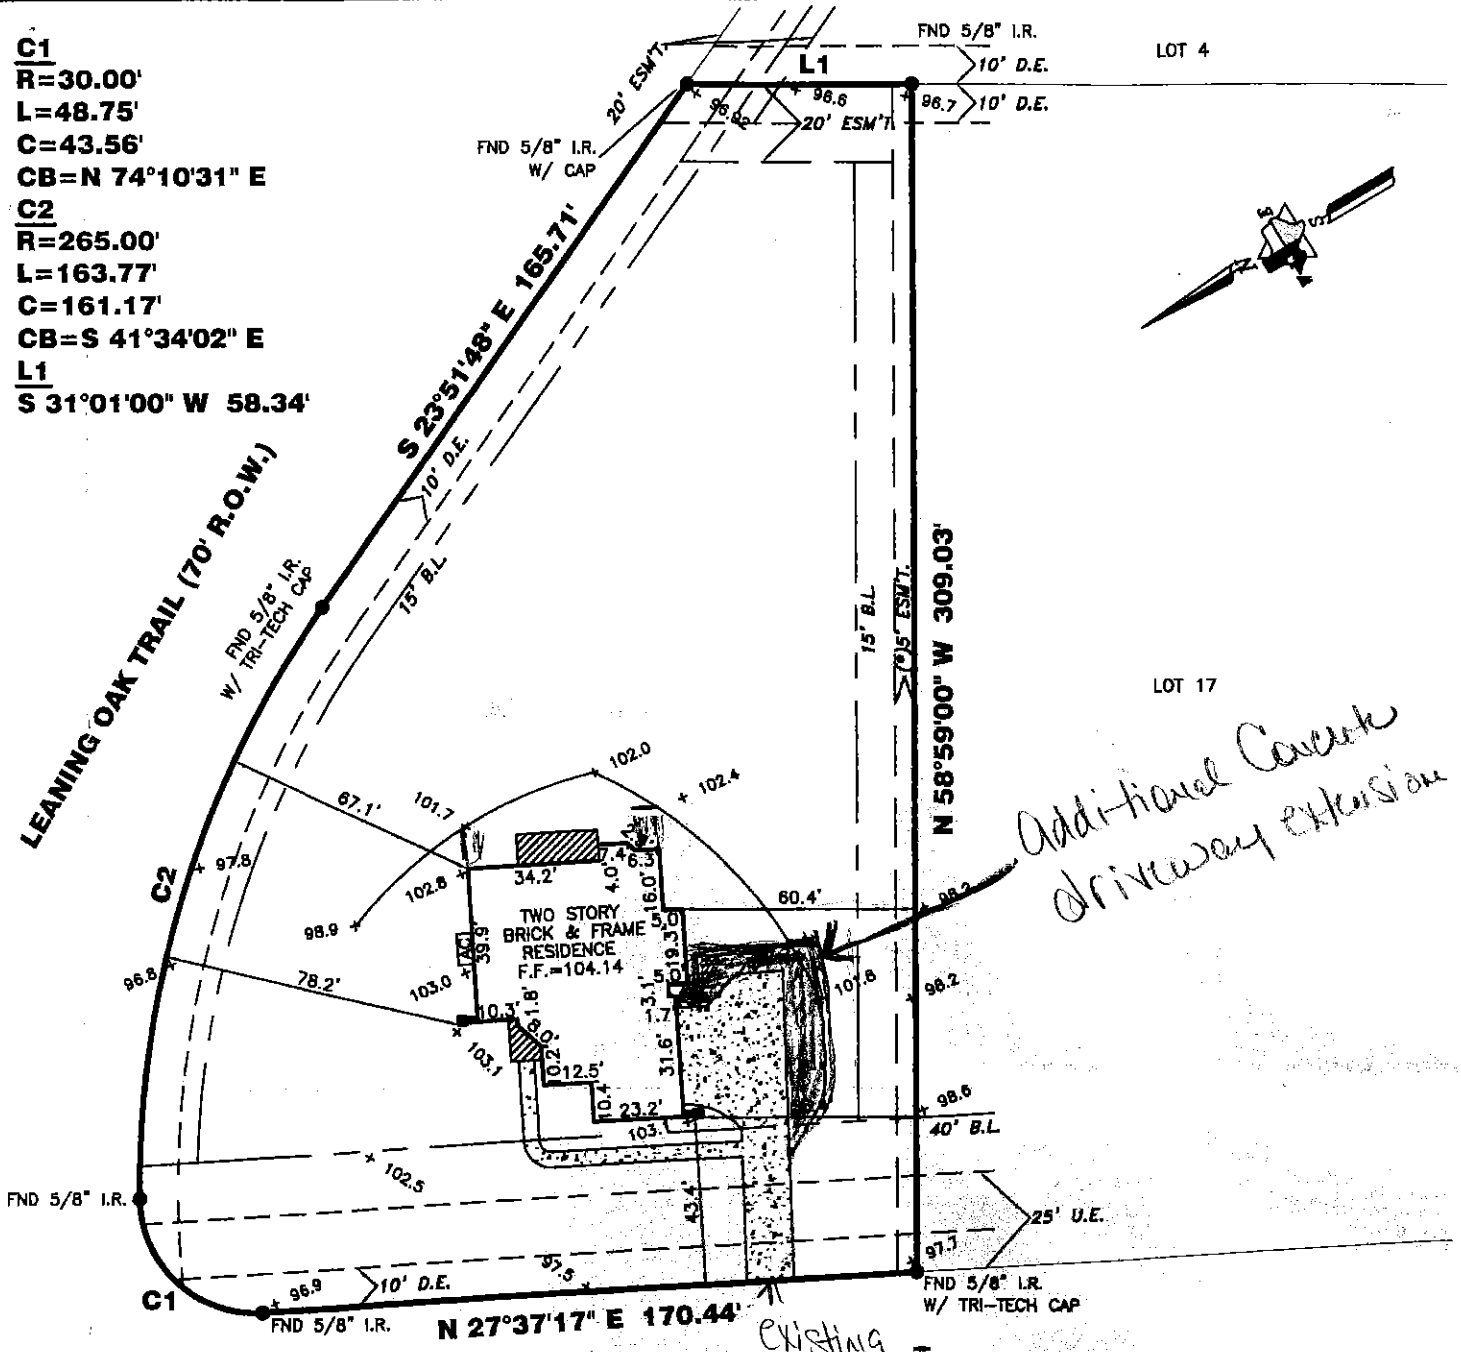 C1
R=30.00'
L=48.75'
C=43.56'
CB=N 74°10'31" E
C2
R=265.00'
L=163.77'
C=161.17'
CB=S 41°34'02" E
L1
S 31°01'00" W 58.34'
20' ESM'T.
L1
FND 5/8" I.R.
10' D.E.
LOT 4
96.92
96.6
96.7
10' D.E.
20' ESM'T.
FND 5/8" I.R.
W/ CAP
S 23°51'48" E 165.71'
10' D.E.
15' B.L.
LEANING OAK TRAIL (70' R.O.W.)
FND 5/8" I.R.
W/ TRI-TECH CAP
N S
15' B.L.
5' ESM'T.
N 58°59'00" W 309.03'
LOT 17
Additional Concrete
driveway extension
102.0
102.4
67.1'
101.7
C2
97.8
102.8
34.2'
7.4'
6.3'
4.0'
16.0'
60.4'
98.2
98.9
TWO STORY
BRICK & FRAME
RESIDENCE
F.F.=104.14
AC
39.9'
5.0'
19.3'
5.0'
3.1'
1.7'
101.8
98.2
96.8
78.2'
103.0
10.3'
1.8'
8.0'
103.1
10.2'
12.5'
10.4'
31.6'
23.2'
103.
98.6
40' B.L.
102.5
43.4'
FND 5/8" I.R.
25' U.E.
97.7
C1
96.9
10' D.E.
97.5
FND 5/8" I.R.
N 27°37'17" E 170.44'
FND 5/8" I.R.
W/ TRI-TECH CAP
existing